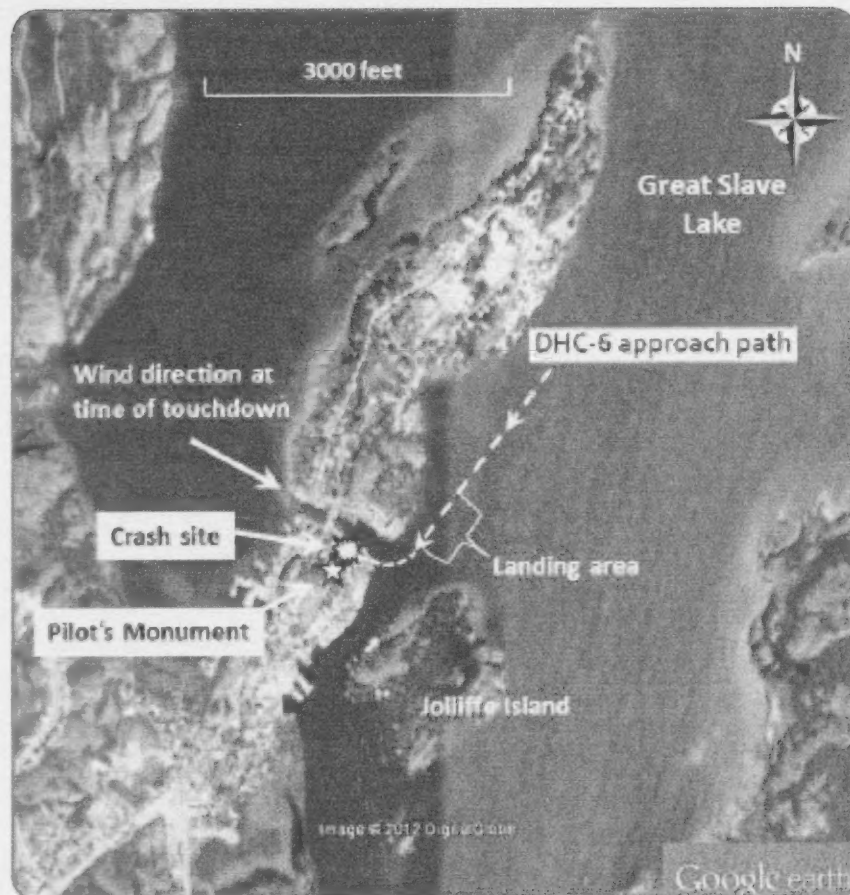 3000 feet
N
Great Slave
Lake
DHC-6 approach path
Wind direction at
time of touchdown
Crash site
Landing area
Pilot's Monument
Jolliffe Island
Image © 2012 DigitalGlobe
Google earth